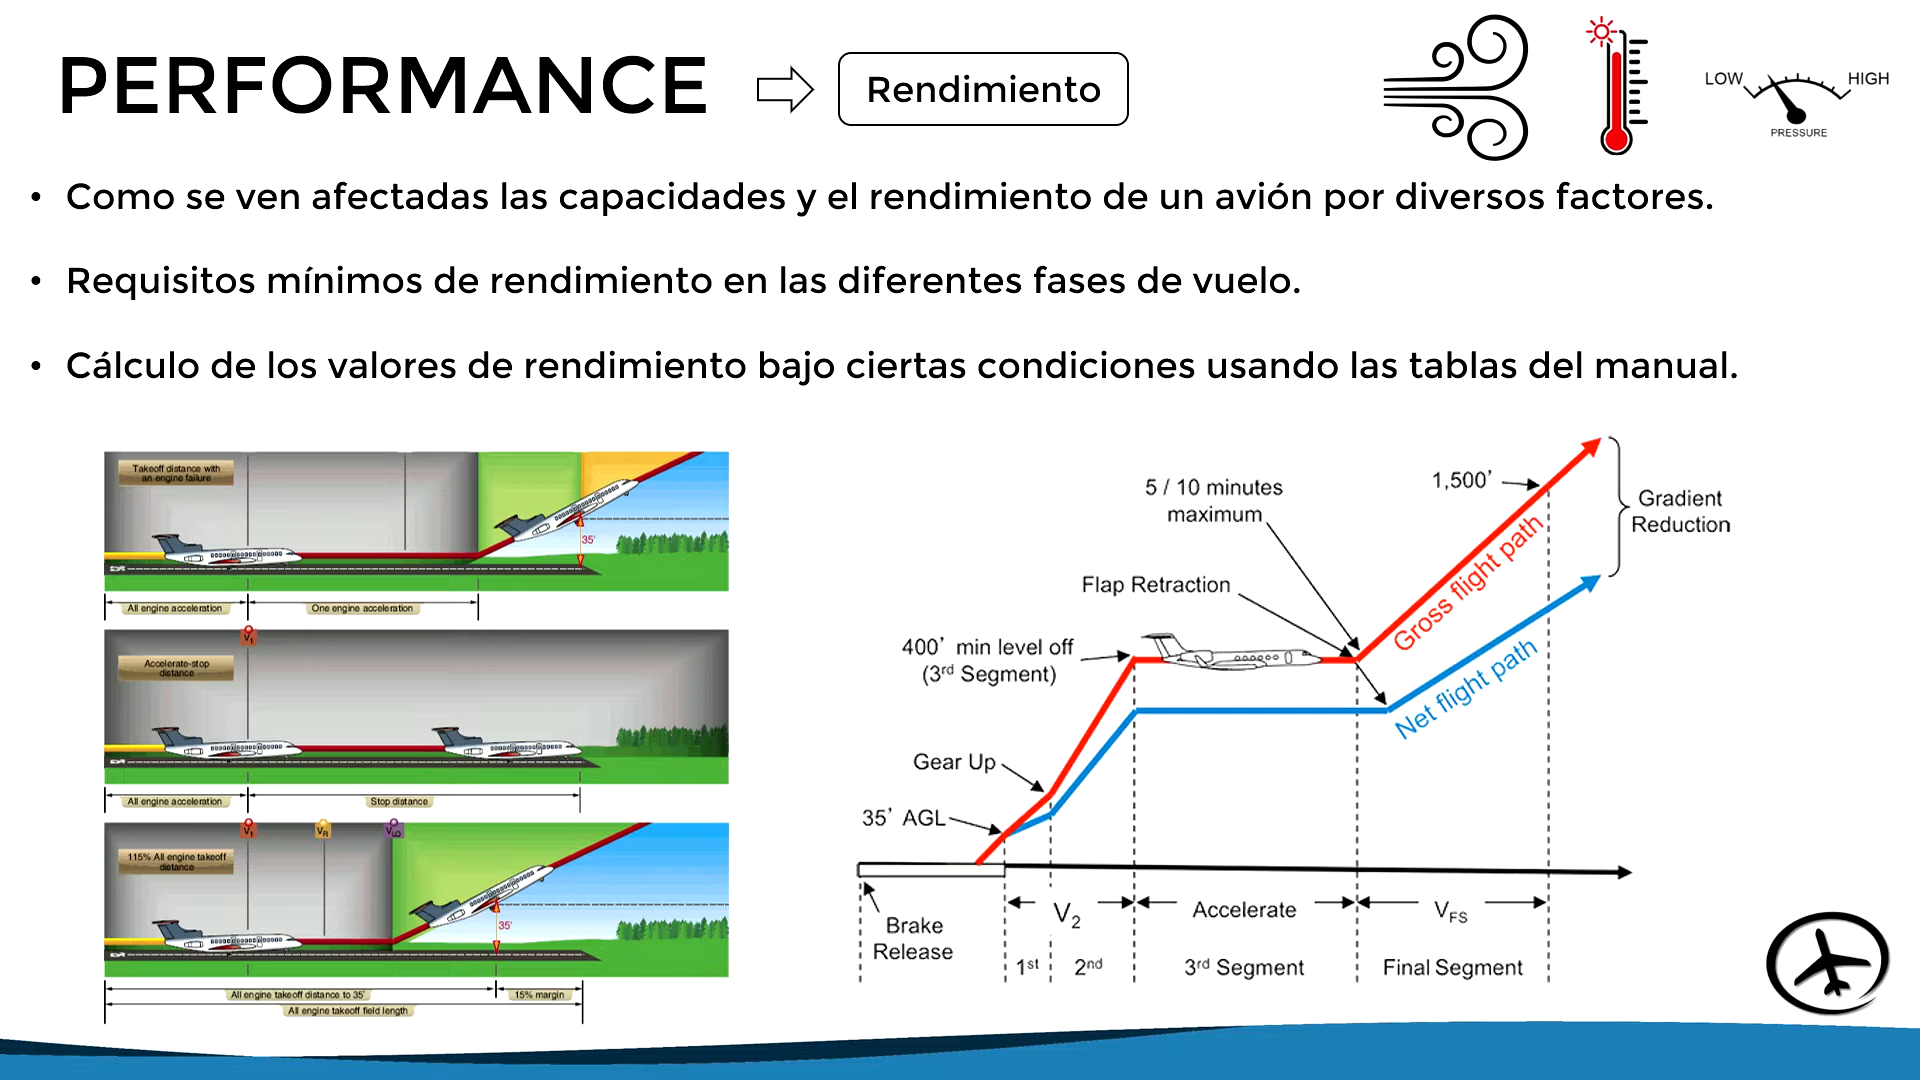 PERFORMANCE
Rendimiento
LOW
HIGH
PRESSURE
• Como se ven afectadas las capacidades y el rendimiento de un avión por diversos factores.
• Requisitos mínimos de rendimiento en las diferentes fases de vuelo.
• Cálculo de los valores de rendimiento bajo ciertas condiciones usando las tablas del manual.
Takeoff distance with
an engine failure
35'
All engine acceleration
One engine acceleration
V1
Accelerate-stop
distance
All engine acceleration
Stop distance
V1
VR
VLO
115% All engine takeoff
distance
35'
All engine takeoff distance to 35'
15% margin
All engine takeoff field length
5 / 10 minutes
maximum
1,500'
Gradient
Reduction
Flap Retraction
Gross flight path
400' min level off
(3rd Segment)
Net flight path
Gear Up
35' AGL
Brake
Release
V2
Accelerate
VFS
1st
2nd
3rd Segment
Final Segment